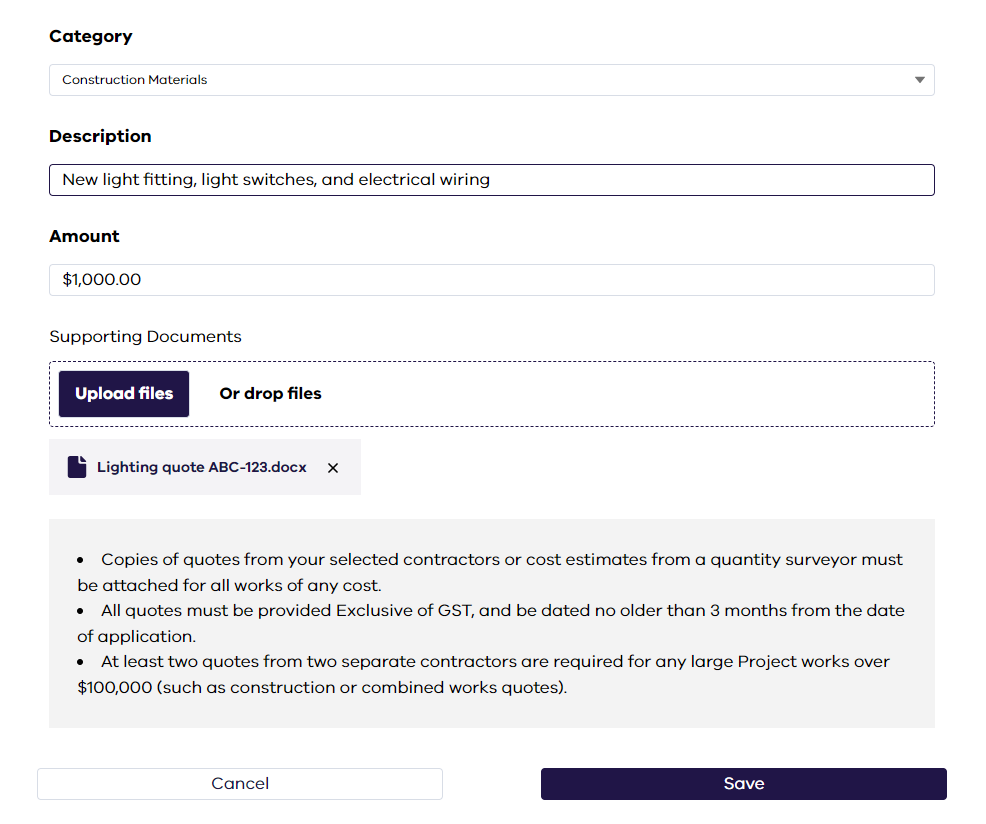 Category
Construction Materials
Description
New light fitting, light switches, and electrical wiring
Amount
$1,000.00
Supporting Documents
Upload files Or drop files
Lighting quote ABC-123.docx ×
• Copies of quotes from your selected contractors or cost estimates from a quantity surveyor must
be attached for all works of any cost.
• All quotes must be provided Exclusive of GST, and be dated no older than 3 months from the date
of application.
• At least two quotes from two separate contractors are required for any large Project works over
$100,000 (such as construction or combined works quotes).
Cancel Save